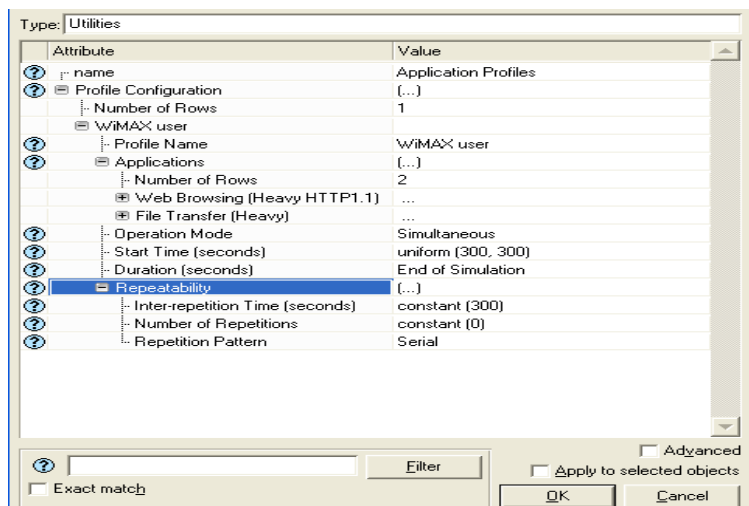 Type: Utilities
Attribute Value
name Application Profiles
Profile Configuration (...)
Number of Rows 1
WiMAX user
Profile Name WiMAX user
Applications (...)
Number of Rows 2
Web Browsing (Heavy HTTP1.1) ...
File Transfer (Heavy) ...
Operation Mode Simultaneous
Start Time (seconds) uniform (300, 300)
Duration (seconds) End of Simulation
Repeatability (...)
Inter-repetition Time (seconds) constant (300)
Number of Repetitions constant (0)
Repetition Pattern Serial
Advanced
Filter Apply to selected objects
Exact match OK Cancel